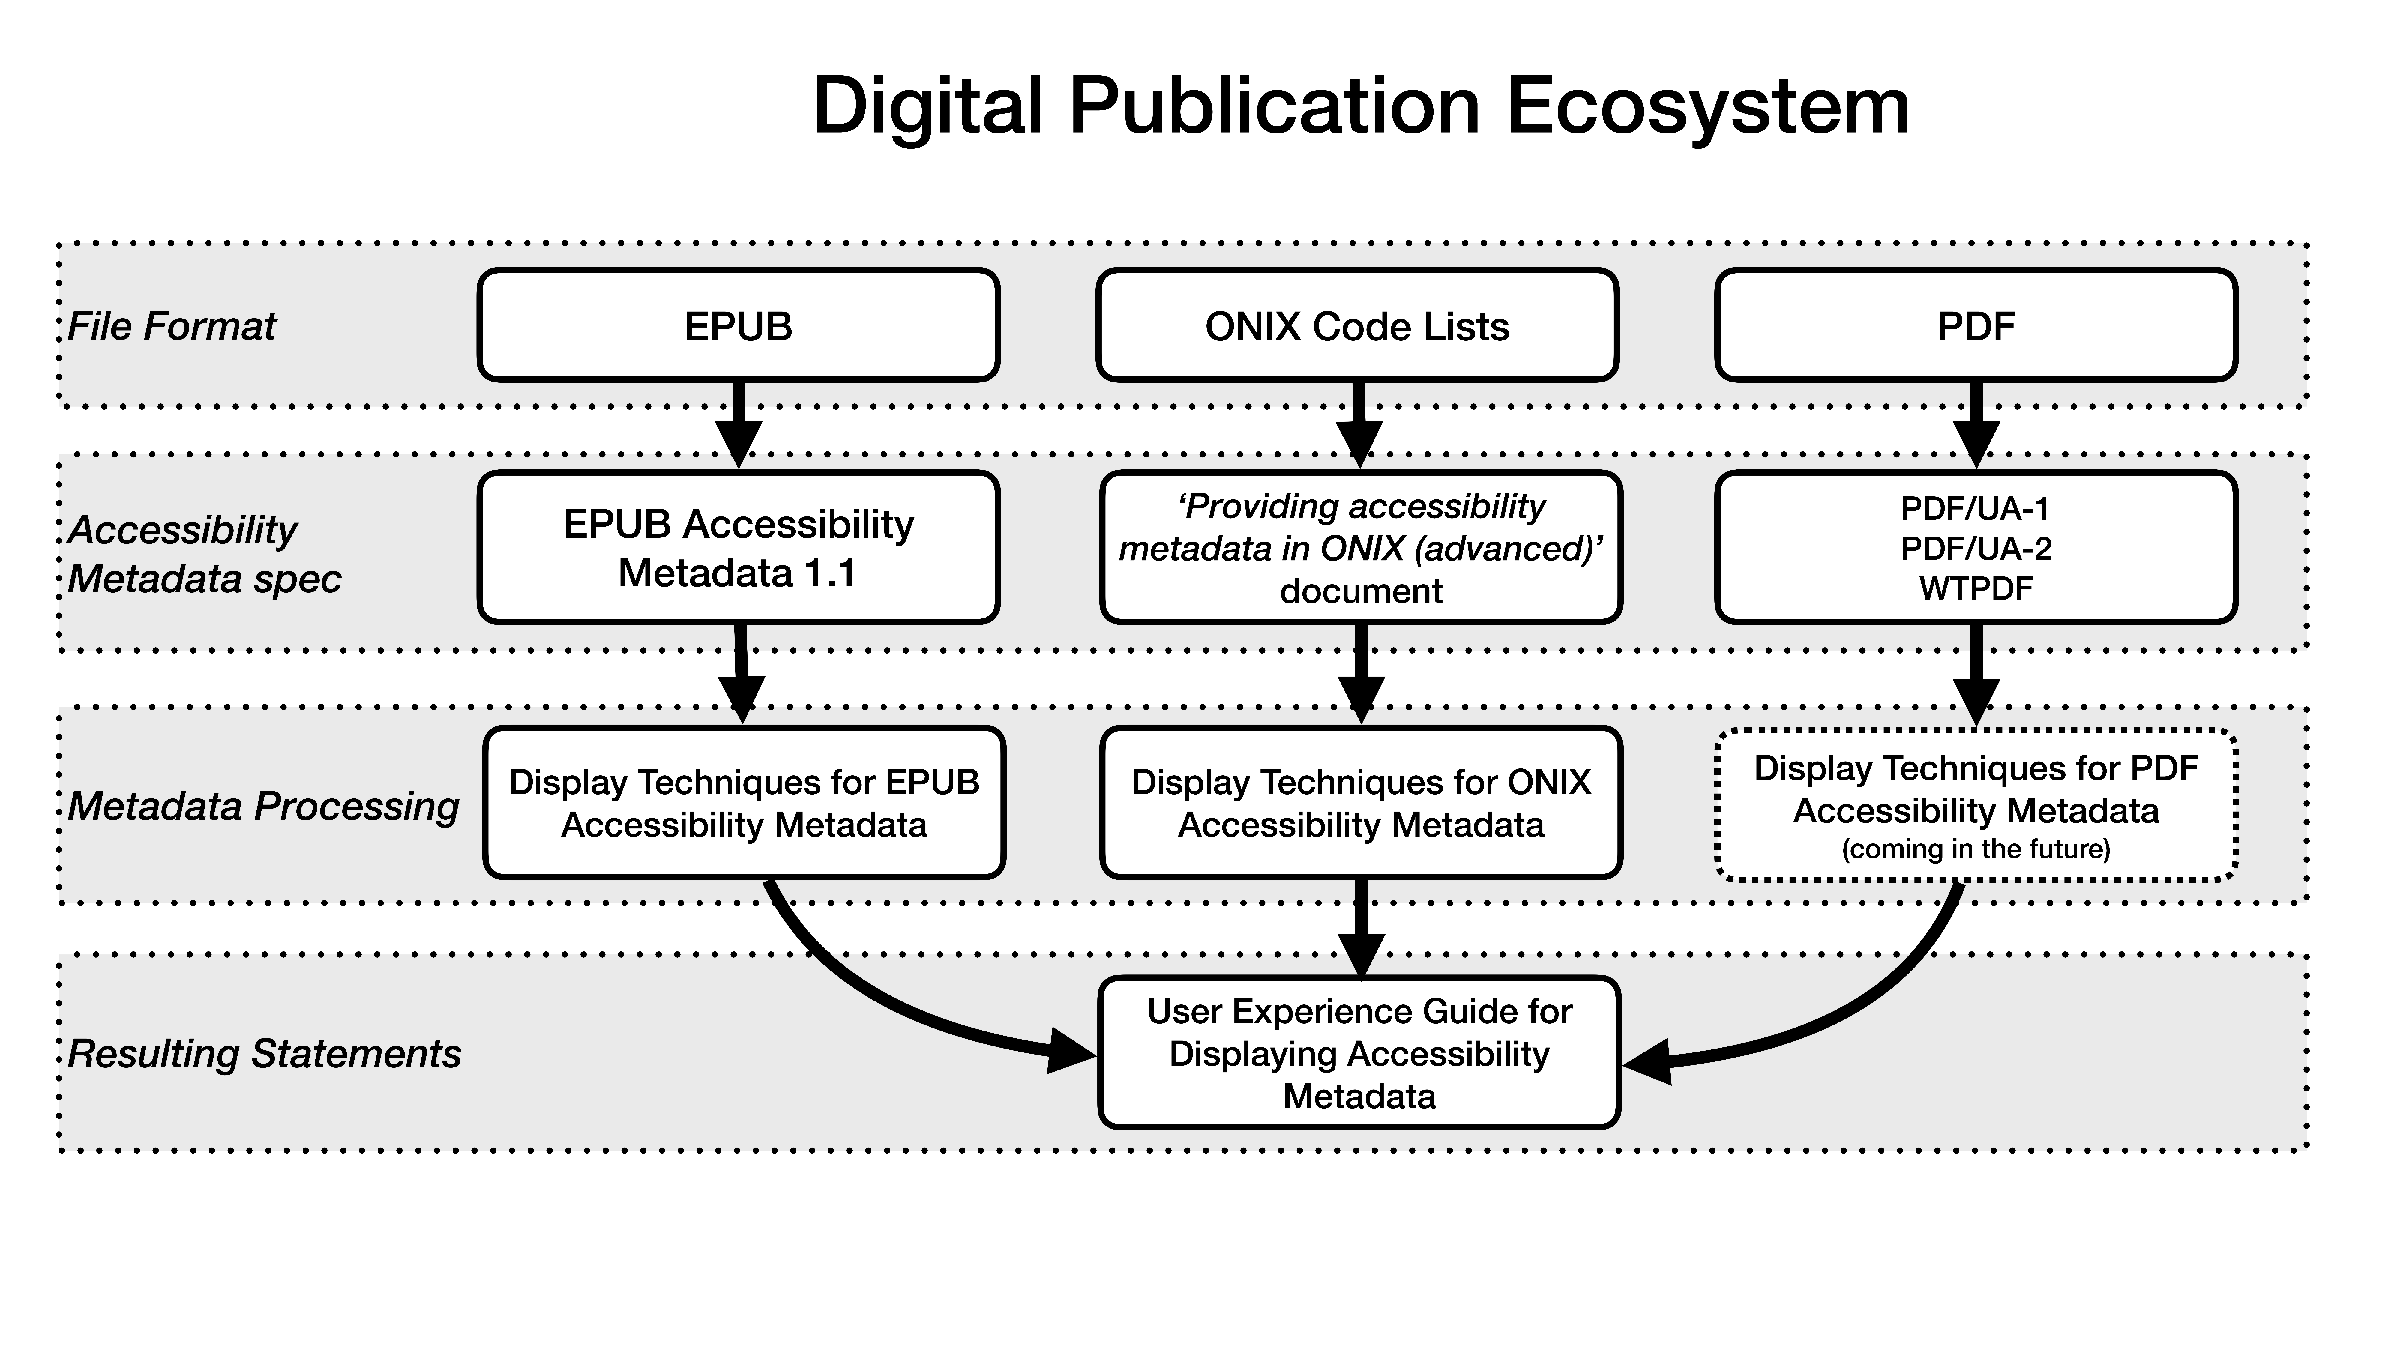 Digital Publication Ecosystem
File Format
EPUB
ONIX Code Lists
PDF
Accessibility
Metadata spec
EPUB Accessibility
Metadata 1.1
‘Providing accessibility
metadata in ONIX (advanced)’
document
PDF/UA-1
PDF/UA-2
WTPDF
Metadata Processing
Display Techniques for EPUB
Accessibility Metadata
Display Techniques for ONIX
Accessibility Metadata
Display Techniques for PDF
Accessibility Metadata
(coming in the future)
Resulting Statements
User Experience Guide for
Displaying Accessibility
Metadata